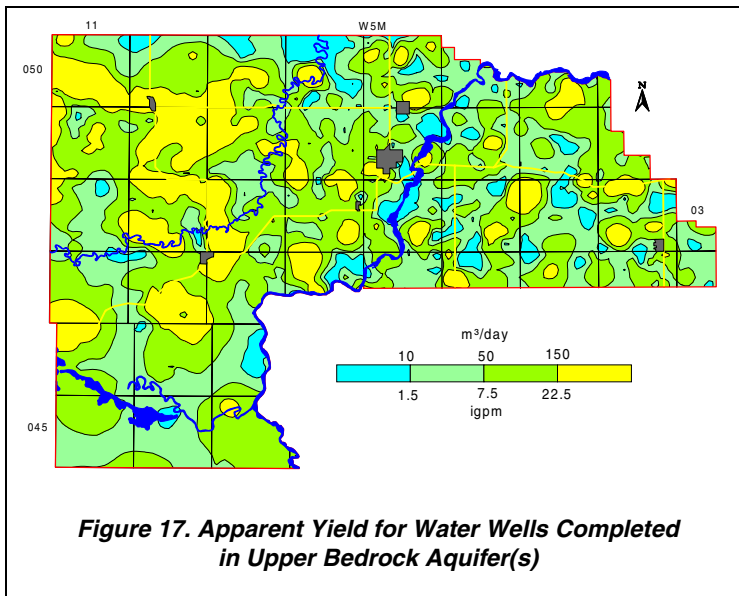 11 W5M
050
N
03
m³/day
10 50 150
1.5 7.5 22.5
igpm
045
Figure 17. Apparent Yield for Water Wells Completed
in Upper Bedrock Aquifer(s)